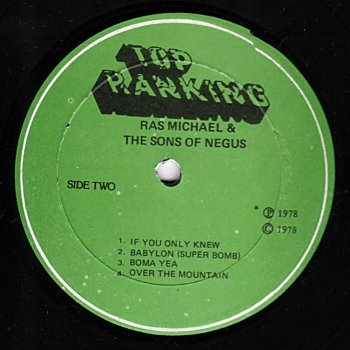 TOP
RANKING
RAS MICHAEL &
THE SONS OF NEGUS
SIDE TWO
Ⓟ 1978
© 1978
1. IF YOU ONLY KNEW
2. BABYLON (SUPER BOMB)
3. BOMA YEA
4. OVER THE MOUNTAIN